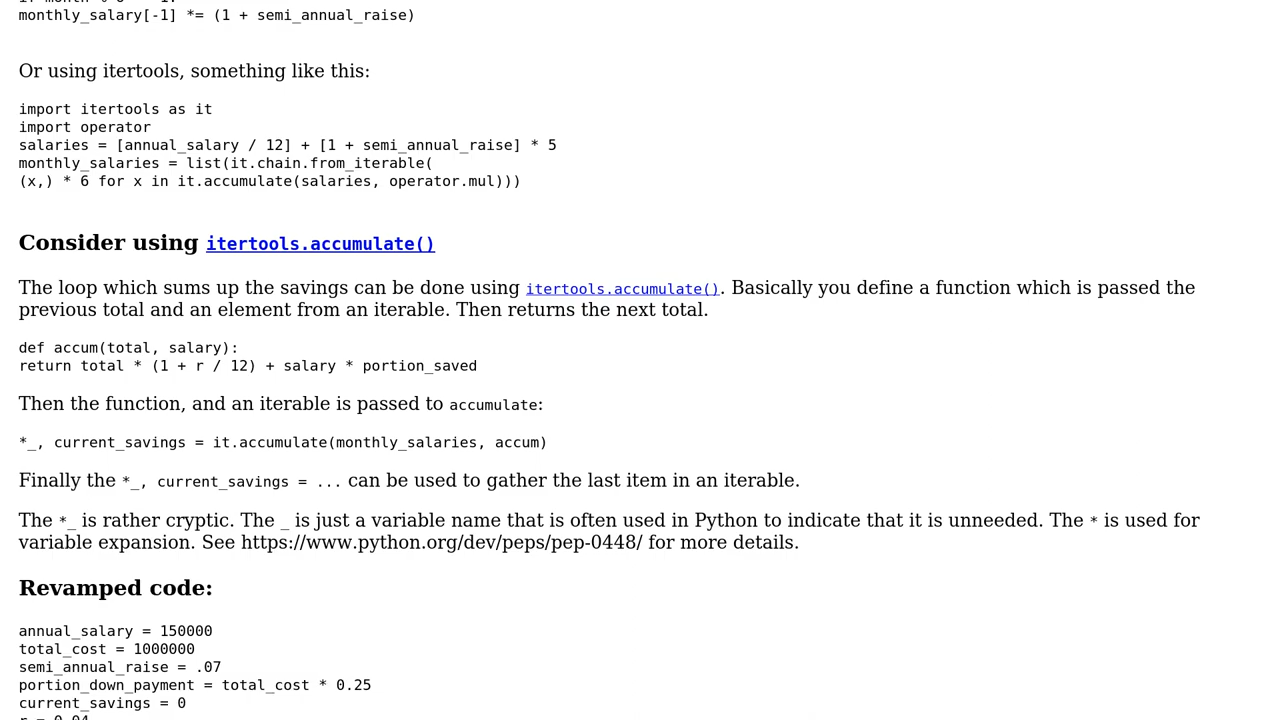 monthly_salary[-1] *= (1 + semi_annual_raise)
Or using itertools, something like this:
import itertools as it
import operator
salaries = [annual_salary / 12] + [1 + semi_annual_raise] * 5
monthly_salaries = list(it.chain.from_iterable(
(x,) * 6 for x in it.accumulate(salaries, operator.mul)))
Consider using itertools.accumulate()
The loop which sums up the savings can be done using itertools.accumulate(). Basically you define a function which is passed the
previous total and an element from an iterable. Then returns the next total.
def accum(total, salary):
return total * (1 + r / 12) + salary * portion_saved
Then the function, and an iterable is passed to accumulate:
*_, current_savings = it.accumulate(monthly_salaries, accum)
Finally the *_, current_savings = ... can be used to gather the last item in an iterable.
The *_ is rather cryptic. The _ is just a variable name that is often used in Python to indicate that it is unneeded. The * is used for
variable expansion. See https://www.python.org/dev/peps/pep-0448/ for more details.
Revamped code:
annual_salary = 150000
total_cost = 1000000
semi_annual_raise = .07
portion_down_payment = total_cost * 0.25
current_savings = 0
r = 0.04